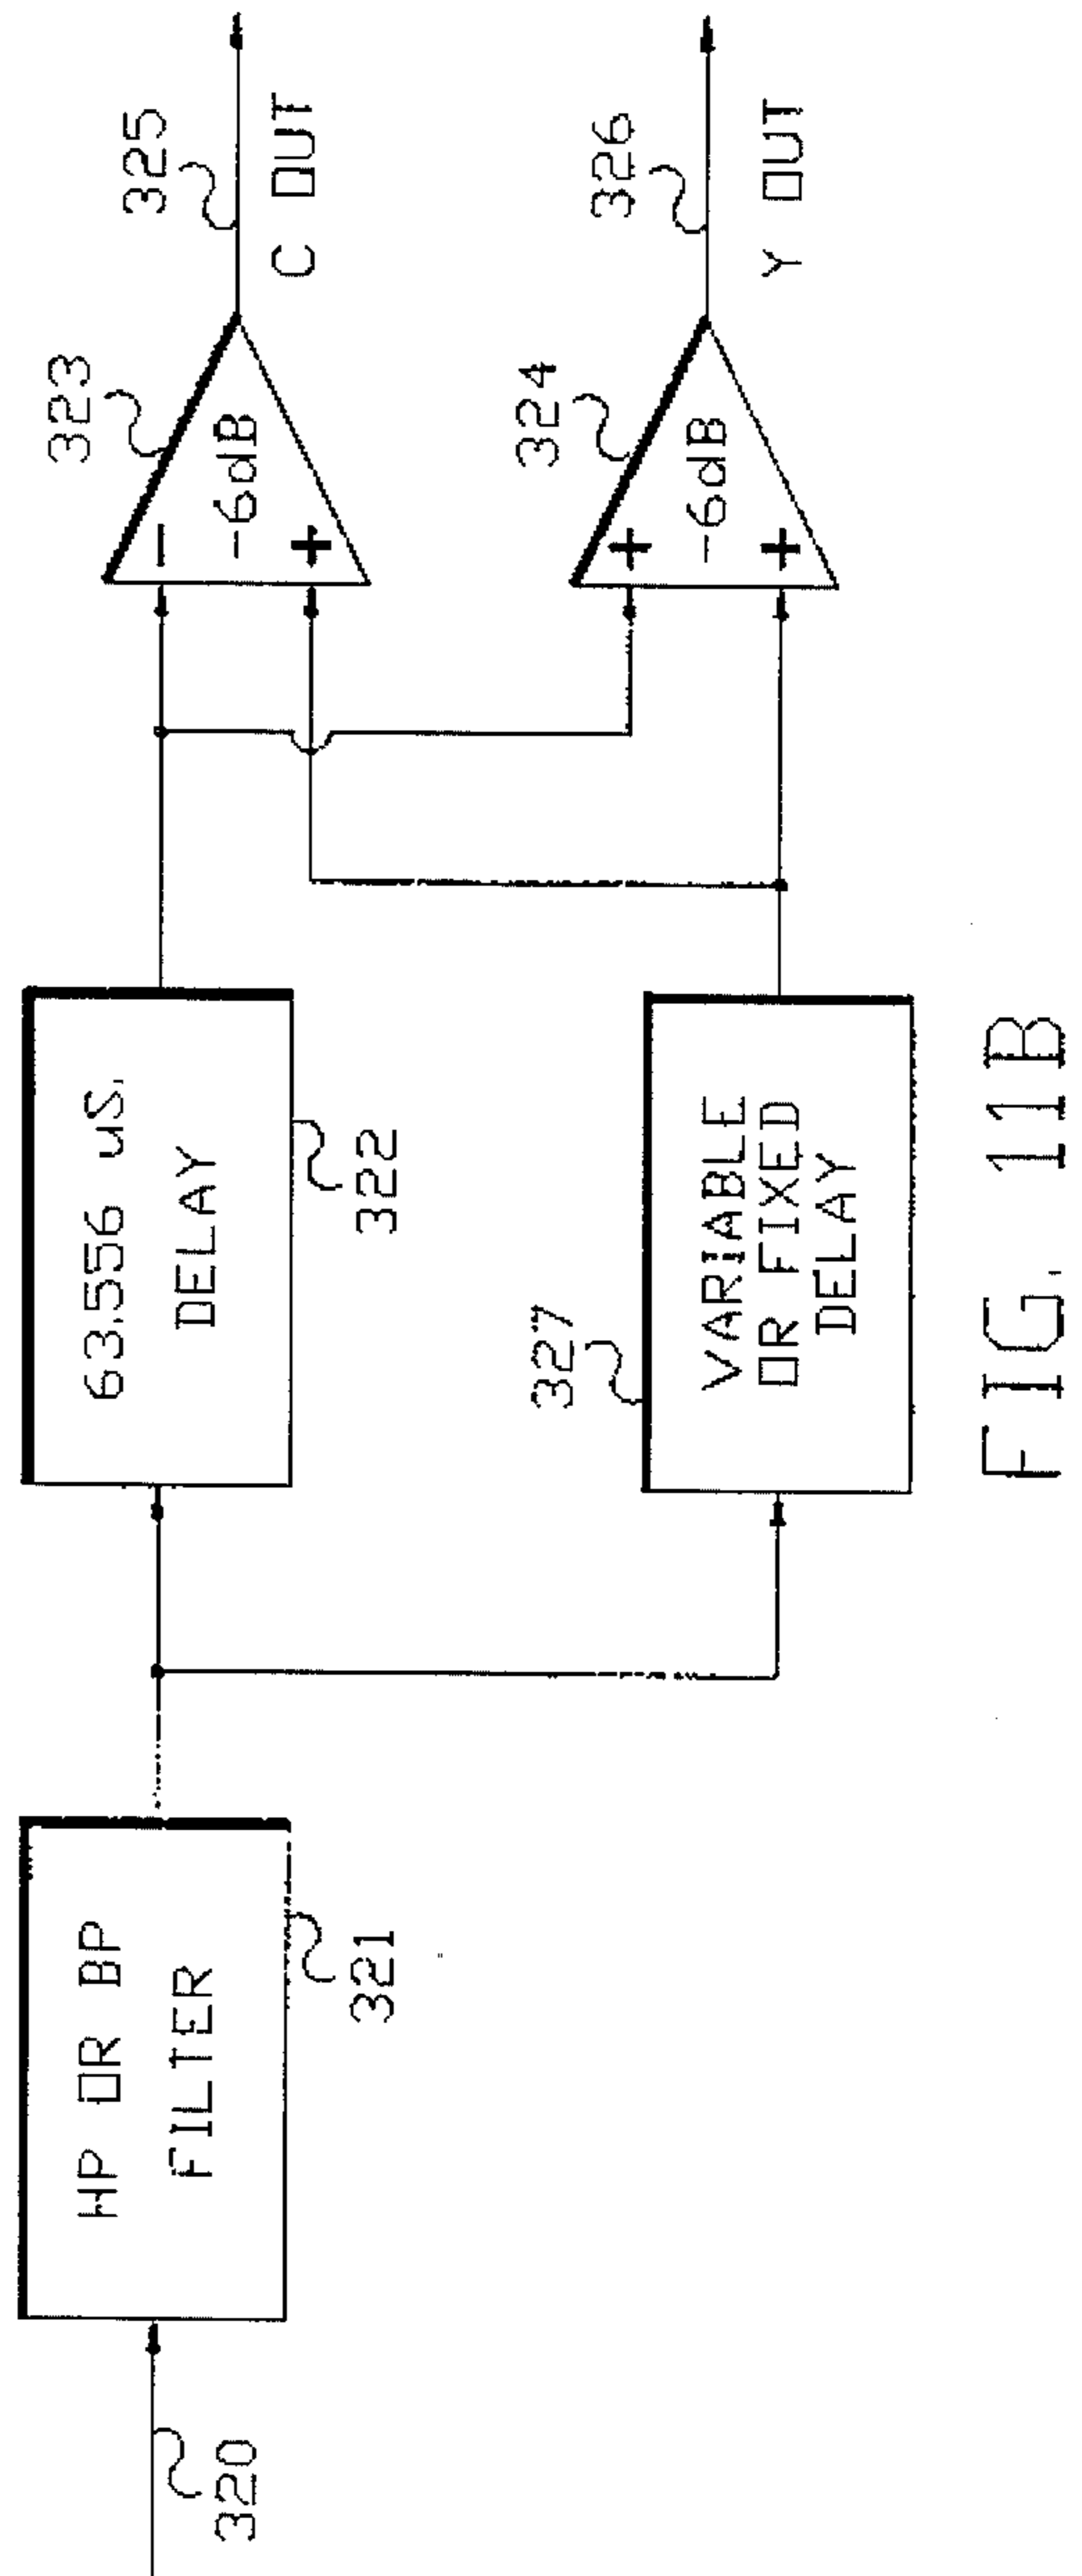 320
HP OR BP
FILTER
321
63.556 uS.
DELAY
322
327
VARIABLE
OR FIXED
DELAY
323
-
-6dB
+
325
C OUT
324
+
-6dB
+
326
Y OUT
FIG. 11B